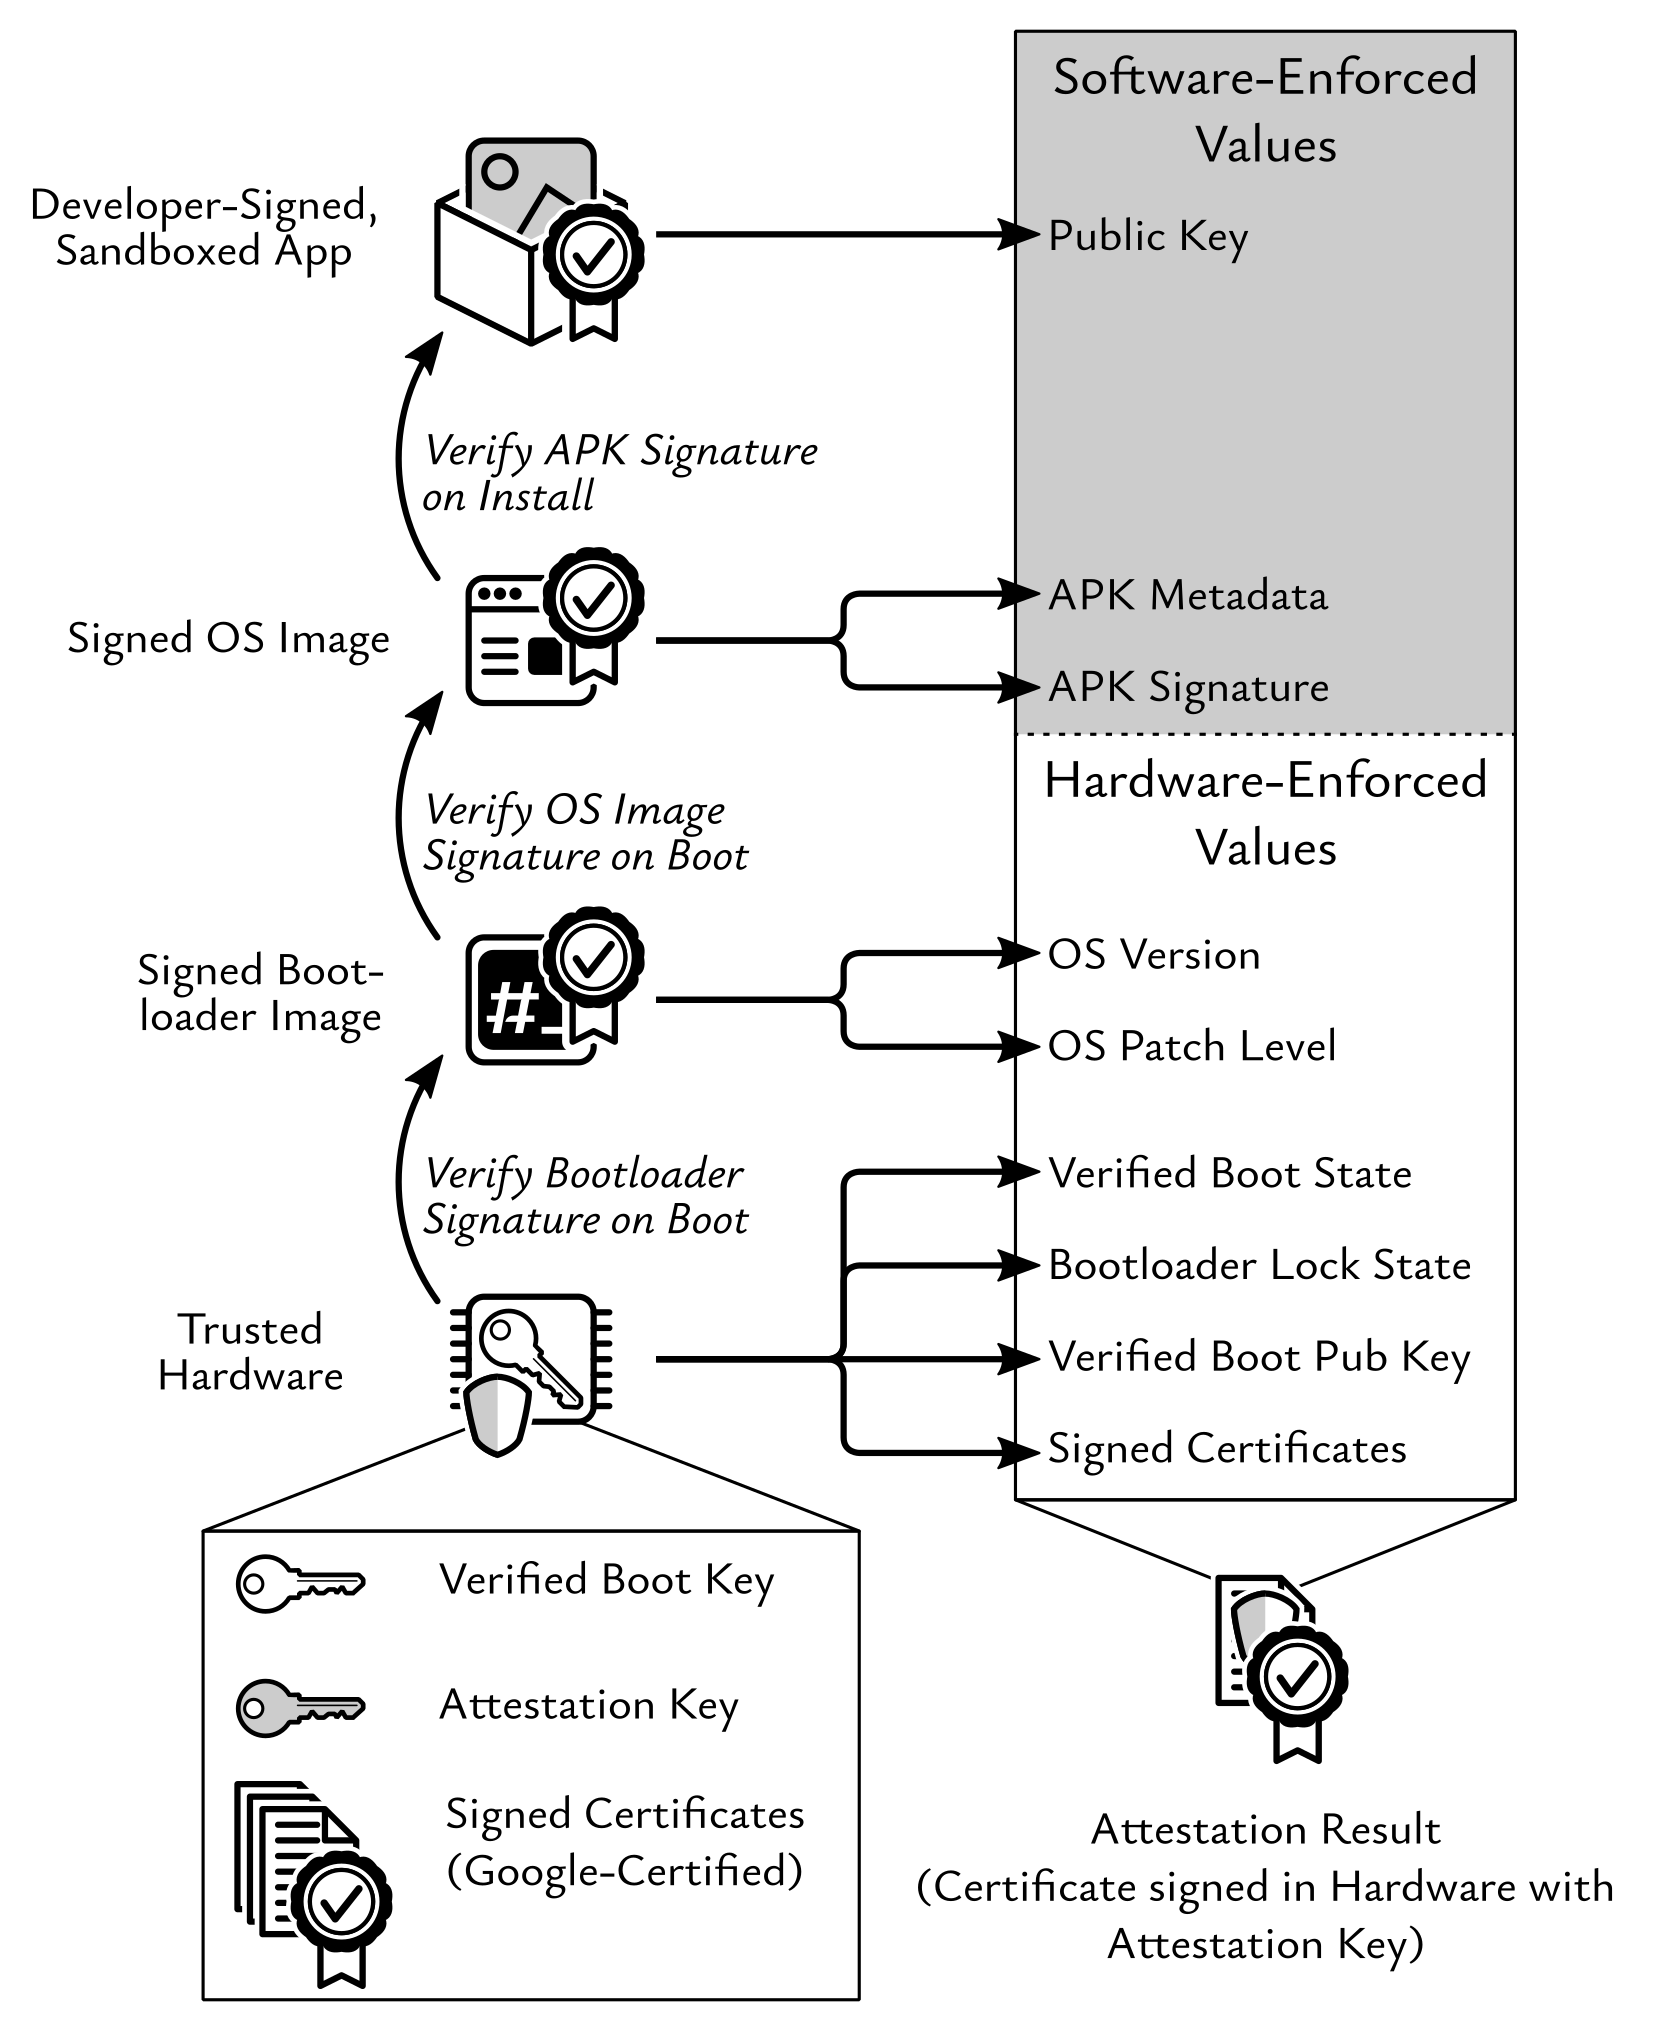 Software-Enforced
Values
Developer-Signed,
Sandboxed App
Public Key
Verify APK Signature
on Install
Signed OS Image
APK Metadata
APK Signature
Hardware-Enforced
Values
Verify OS Image
Signature on Boot
Signed Boot-
loader Image
#_
OS Version
OS Patch Level
Verify Bootloader
Signature on Boot
Verified Boot State
Bootloader Lock State
Trusted
Hardware
Verified Boot Pub Key
Signed Certificates
Verified Boot Key
Attestation Key
Signed Certificates
(Google-Certified)
Attestation Result
(Certificate signed in Hardware with
Attestation Key)